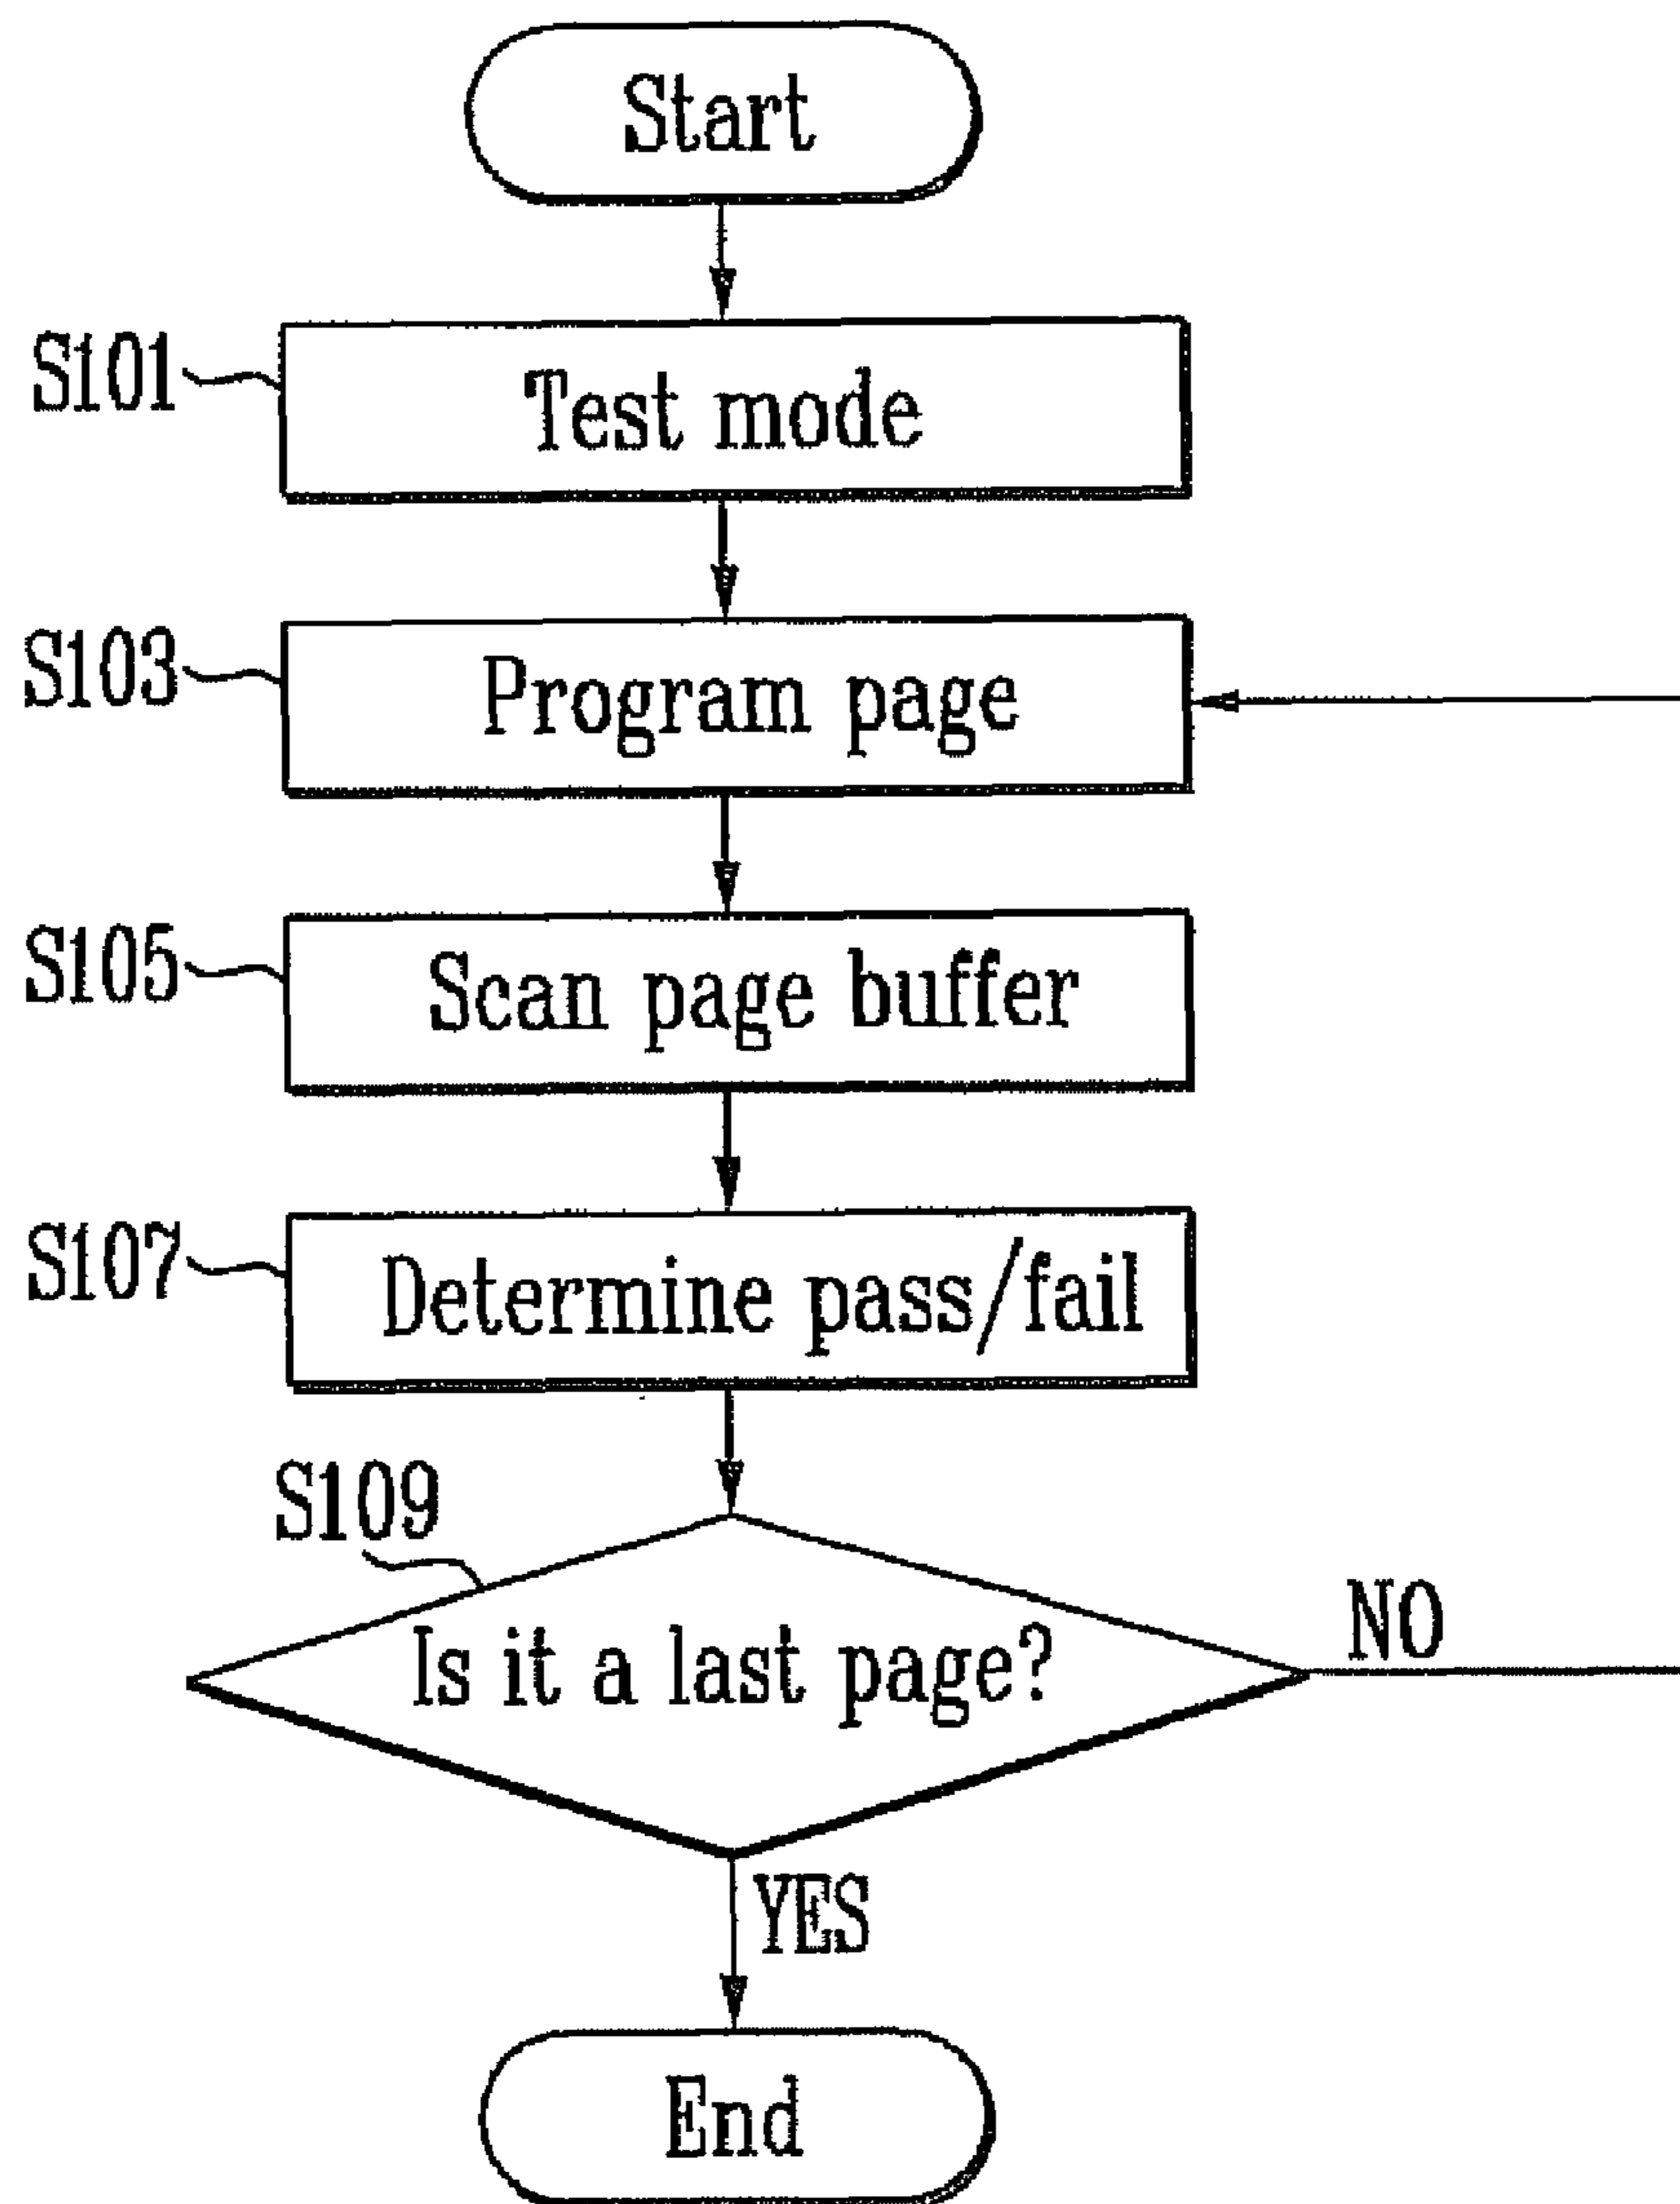 Start
S101
Test mode
S103
Program page
S105
Scan page buffer
S107
Determine pass/fail
S109
Is it a last page?
NO
YES
End